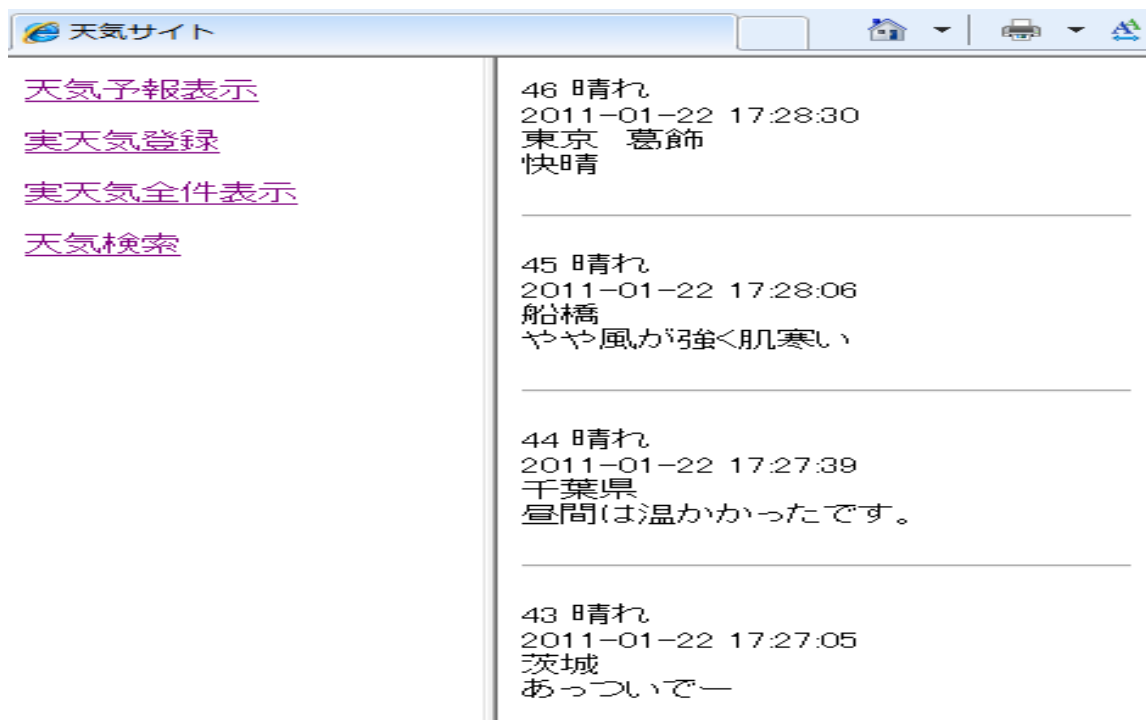 天気サイト
天気予報表示
実天気登録
実天気全件表示
天気検索
46 晴れ
2011-01-22 17:28:30
東京　葛飾
快晴
45 晴れ
2011-01-22 17:28:06
船橋
やや風が強く肌寒い
44 晴れ
2011-01-22 17:27:39
千葉県
昼間は温かかったです。
43 晴れ
2011-01-22 17:27:05
茨城
あっついでー